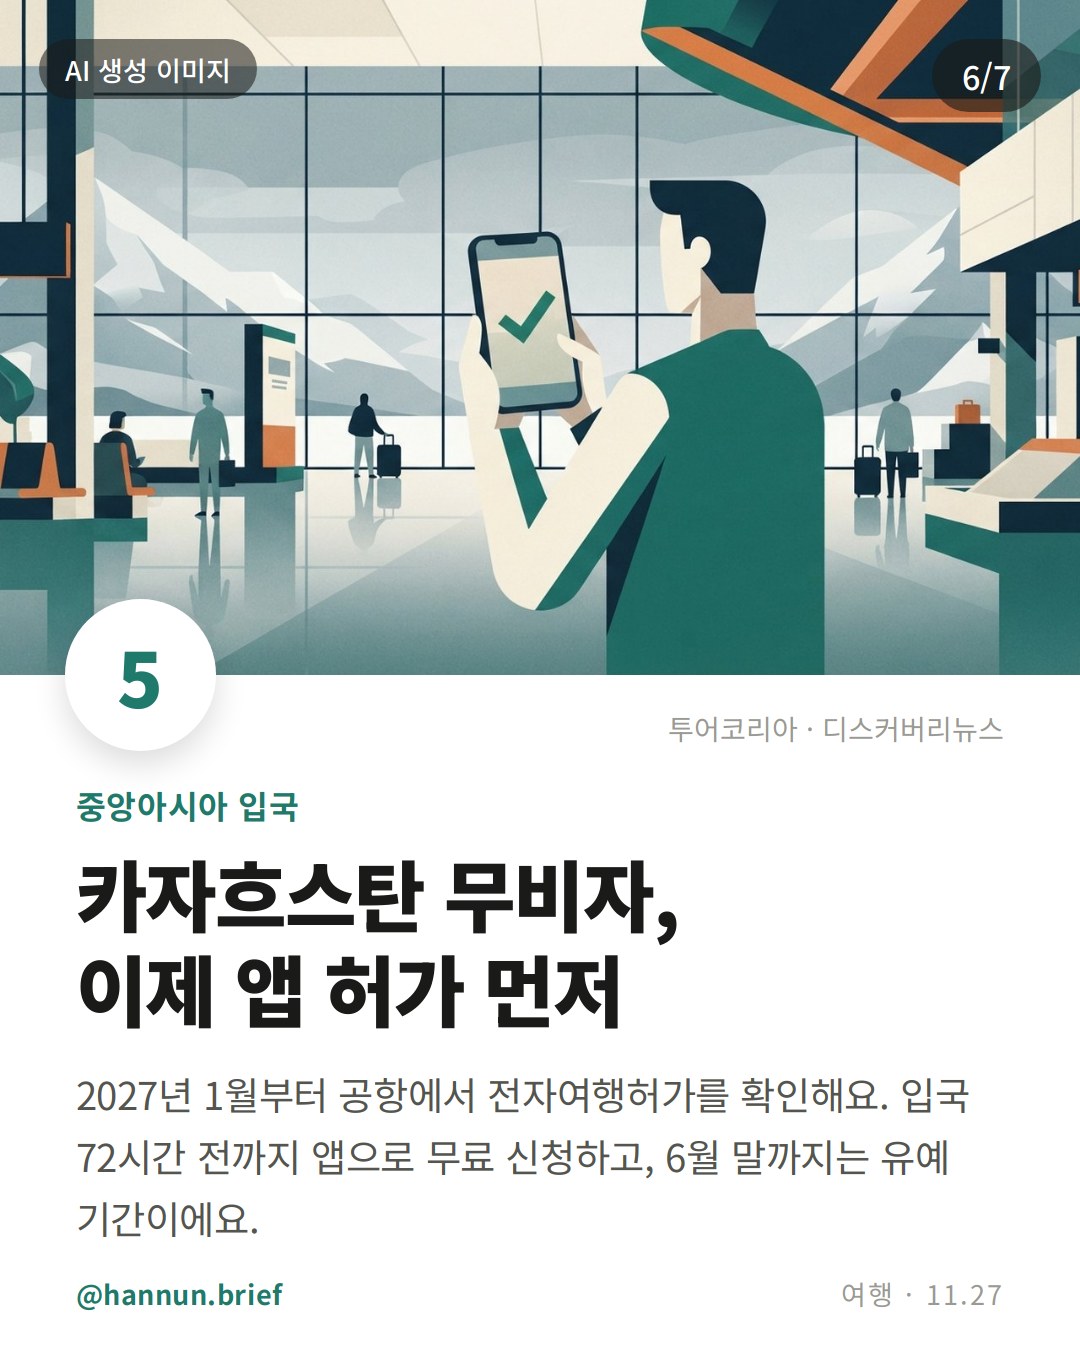 AI 생성 이미지
6/7
5
투어코리아 · 디스커버리뉴스
중앙아시아 입국
카자흐스탄 무비자,
이제 앱 허가 먼저
2027년 1월부터 공항에서 전자여행허가를 확인해요. 입국
72시간 전까지 앱으로 무료 신청하고, 6월 말까지는 유예
기간이에요.
@hannun.brief
여행 · 11.27